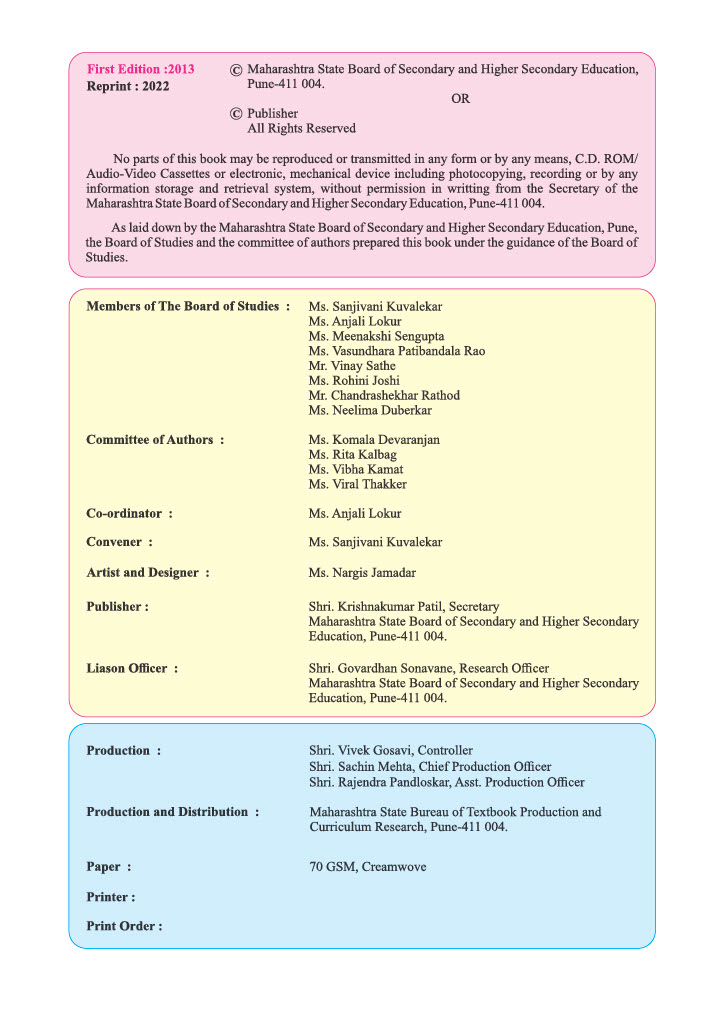 First Edition :2013
Reprint : 2022
© Maharashtra State Board of Secondary and Higher Secondary Education,
Pune-411 004.
OR
© Publisher
All Rights Reserved
No parts of this book may be reproduced or transmitted in any form or by any means, C.D. ROM/
Audio-Video Cassettes or electronic, mechanical device including photocopying, recording or by any
information storage and retrieval system, without permission in writting from the Secretary of the
Maharashtra State Board of Secondary and Higher Secondary Education, Pune-411 004.
As laid down by the Maharashtra State Board of Secondary and Higher Secondary Education, Pune,
the Board of Studies and the committee of authors prepared this book under the guidance of the Board of
Studies.
Members of The Board of Studies : Ms. Sanjivani Kuvalekar
Ms. Anjali Lokur
Ms. Meenakshi Sengupta
Ms. Vasundhara Patibandala Rao
Mr. Vinay Sathe
Ms. Rohini Joshi
Mr. Chandrashekhar Rathod
Ms. Neelima Duberkar
Committee of Authors : Ms. Komala Devaranjan
Ms. Rita Kalbag
Ms. Vibha Kamat
Ms. Viral Thakker
Co-ordinator : Ms. Anjali Lokur
Convener : Ms. Sanjivani Kuvalekar
Artist and Designer : Ms. Nargis Jamadar
Publisher : Shri. Krishnakumar Patil, Secretary
Maharashtra State Board of Secondary and Higher Secondary
Education, Pune-411 004.
Liason Officer : Shri. Govardhan Sonavane, Research Officer
Maharashtra State Board of Secondary and Higher Secondary
Education, Pune-411 004.
Production : Shri. Vivek Gosavi, Controller
Shri. Sachin Mehta, Chief Production Officer
Shri. Rajendra Pandloskar, Asst. Production Officer
Production and Distribution : Maharashtra State Bureau of Textbook Production and
Curriculum Research, Pune-411 004.
Paper : 70 GSM, Creamwove
Printer :
Print Order :